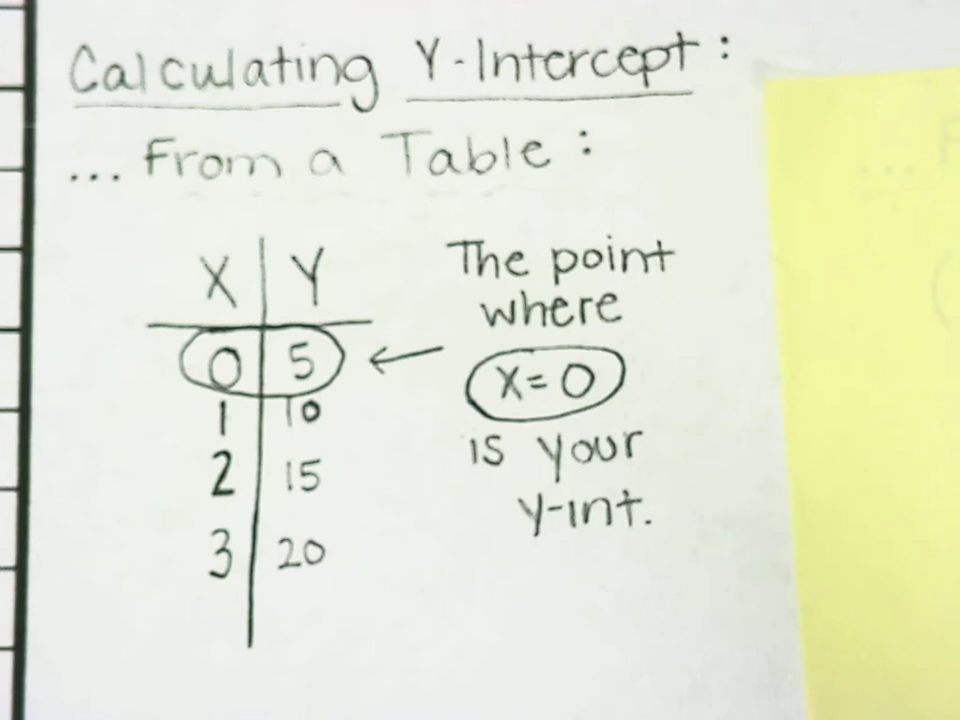 Calculating Y-Intercept:
... From a Table:
X Y
0 5
1 10
2 15
3 20
The point
where
X=0
is your
y-int.